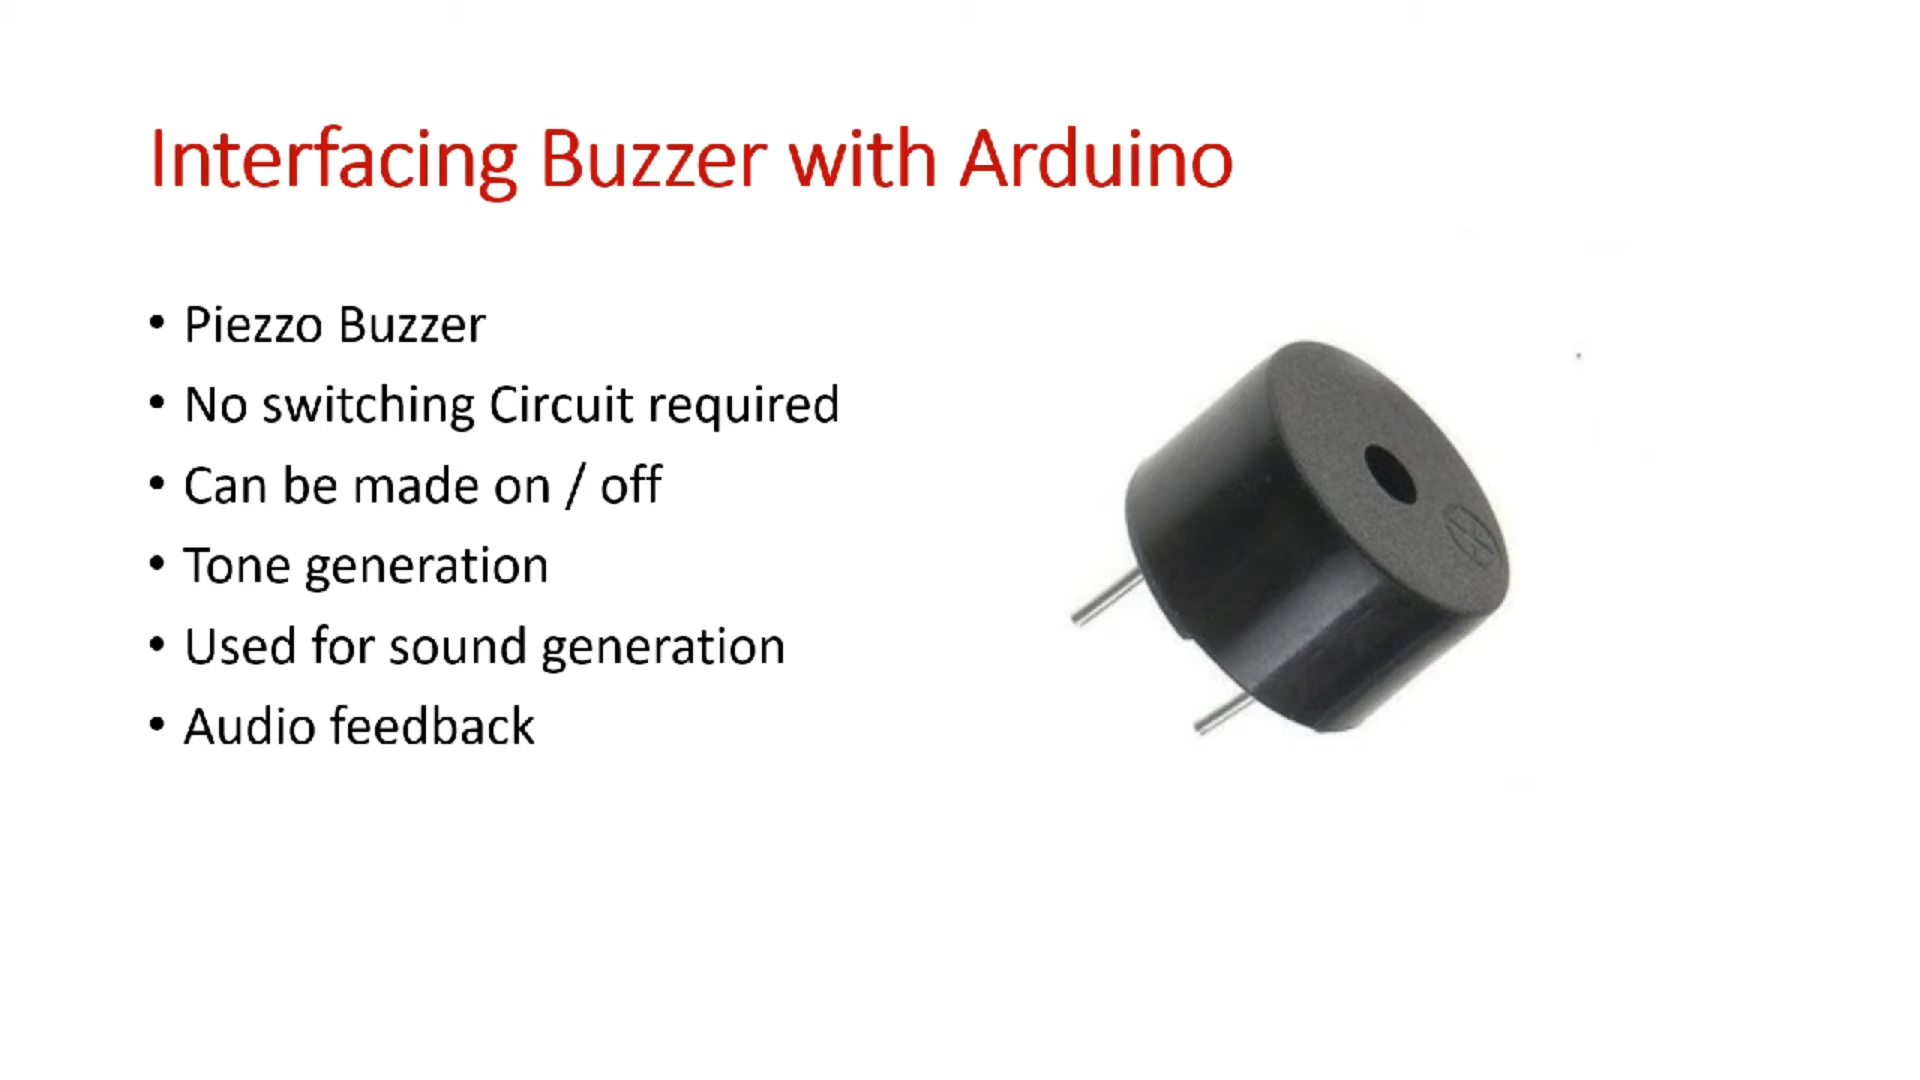 Interfacing Buzzer with Arduino
• Piezzo Buzzer
• No switching Circuit required
• Can be made on / off
• Tone generation
• Used for sound generation
• Audio feedback